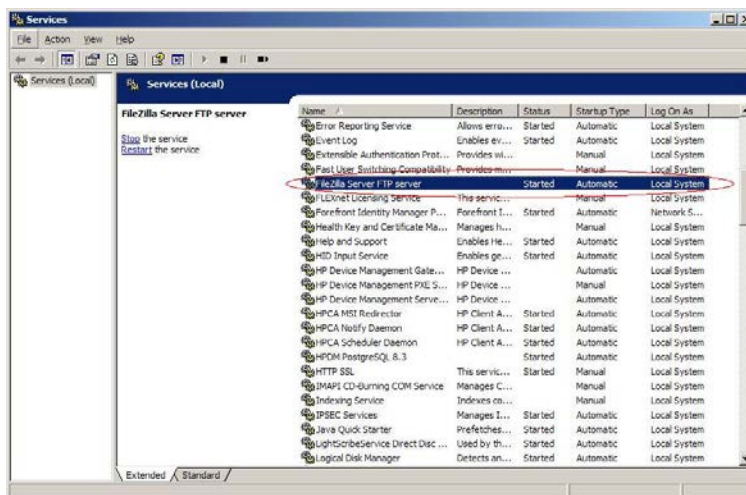 Services
File Action View Help
Services (Local)
Services (Local)
FileZilla Server FTP server
Stop the service
Restart the service
Name Description Status Startup Type Log On As
Error Reporting Service Allows erro... Started Automatic Local System
Event Log Enables ev... Started Automatic Local System
Extensible Authentication Prot... Provides wi... Manual Local System
Fast User Switching Compatibility Provides m... Manual Local System
FileZilla Server FTP server Started Automatic Local System
FLEXnet Licensing Service This servic... Manual Local System
Forefront Identity Manager P... Forefront I... Started Automatic Network S...
Health Key and Certificate Ma... Manages h... Manual Local System
Help and Support Enables He... Started Automatic Local System
HID Input Service Enables ge... Started Automatic Local System
HP Device Management Gate... HP Device ... Automatic Local System
HP Device Management PXE S... HP Device ... Manual Local System
HP Device Management Serve... HP Device ... Automatic Local System
HPCA MSI Redirector HP Client A... Started Automatic Local System
HPCA Notify Daemon HP Client A... Started Automatic Local System
HPCA Scheduler Daemon HP Client A... Started Automatic Local System
HPDM PostgreSQL 8.3 Started Automatic Local System
HTTP SSL This servic... Started Manual Local System
IMAPI CD-Burning COM Service Manages C... Manual Local System
Indexing Service Indexes co... Manual Local System
IPSEC Services Manages I... Started Automatic Local System
Java Quick Starter Prefetches... Started Automatic Local System
LightScribeService Direct Disc ... Used by th... Started Automatic Local System
Logical Disk Manager Detects an... Started Automatic Local System
Extended Standard